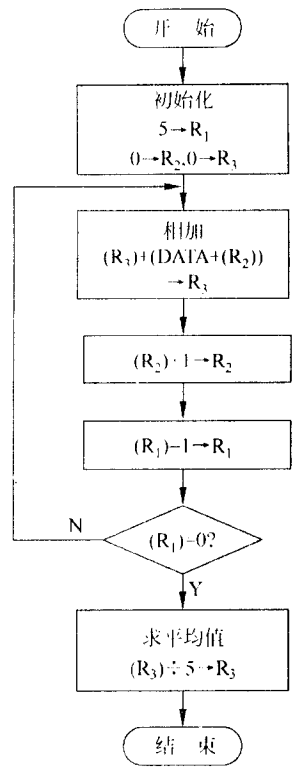 开 始
初始化
5→R₁
0→R₂,0→R₃
相加
(R₃)+(DATA+(R₂))
→R₃
(R₂)·1→R₂
(R₁)-1→R₁
N
(R₁)=0?
Y
求平均值
(R₃)÷5→R₃
结 束